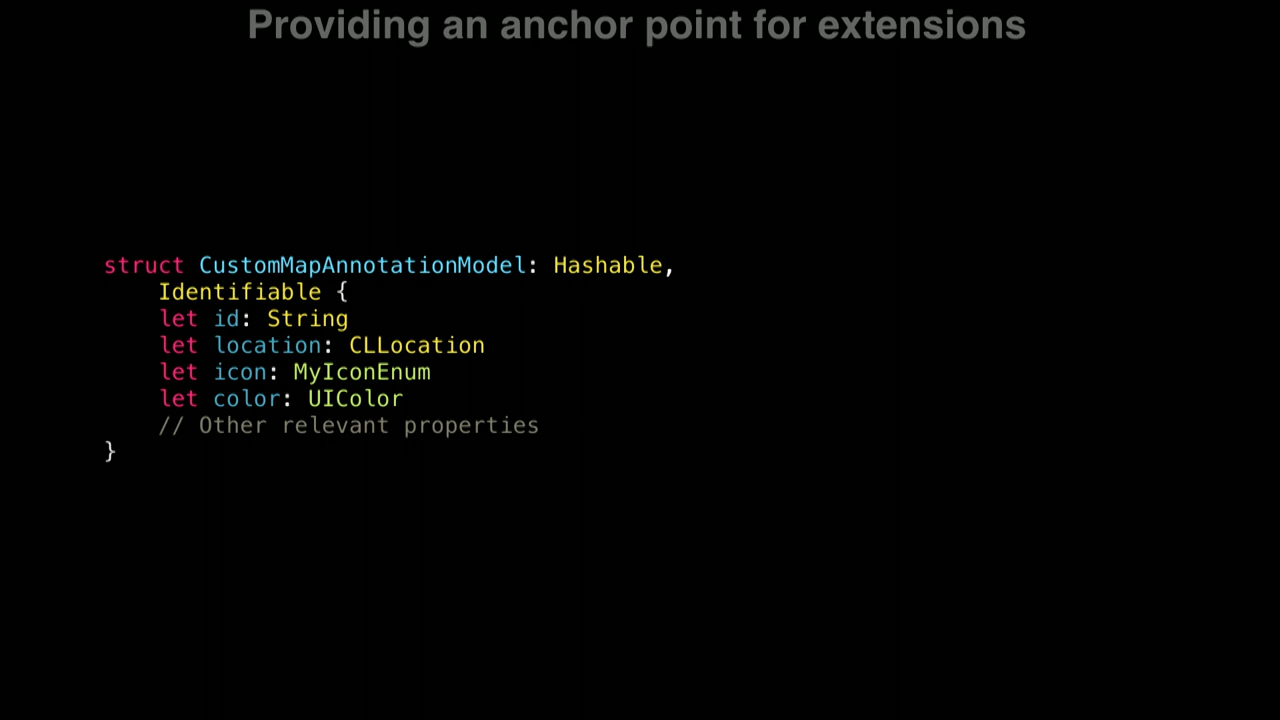 Providing an anchor point for extensions
struct CustomMapAnnotationModel: Hashable,
    Identifiable {
    let id: String
    let location: CLLocation
    let icon: MyIconEnum
    let color: UIColor
    // Other relevant properties
}